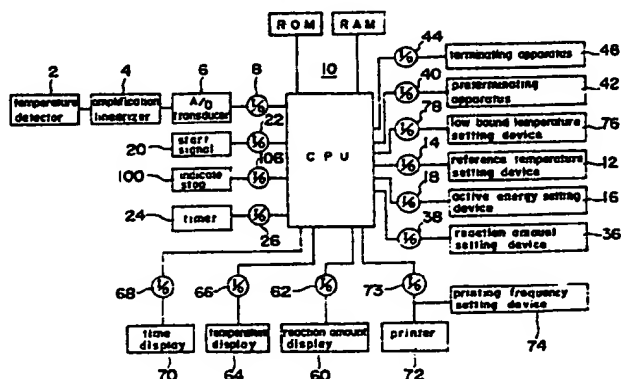 ROM
RAM
2
4
6
8
10
44
terminating apparatus
48
temperature detector
amplification linearizer
A/D transducer
I/O
22
I/O
40
preterminating apparatus
42
20
start signal
I/O
106
CPU
I/O
78
low bound temperature setting device
76
I/O
14
reference temperature setting device
12
100
indicate stop
I/O
I/O
18
active energy setting device
16
24
timer
I/O
26
I/O
38
reaction amount setting device
36
I/O
68
I/O
66
I/O
62
I/O
73
I/O
printing frequency setting device
74
time display
70
temperature display
64
reaction amount display
60
printer
72